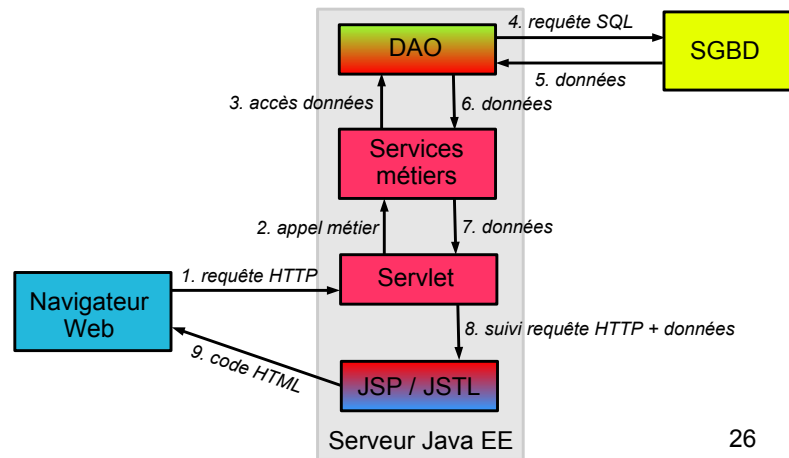 4. requête SQL
DAO
SGBD
5. données
3. accès données
6. données
Services
métiers
2. appel métier
7. données
1. requête HTTP
Servlet
Navigateur
Web
8. suivi requête HTTP + données
9. code HTML
JSP / JSTL
Serveur Java EE
26